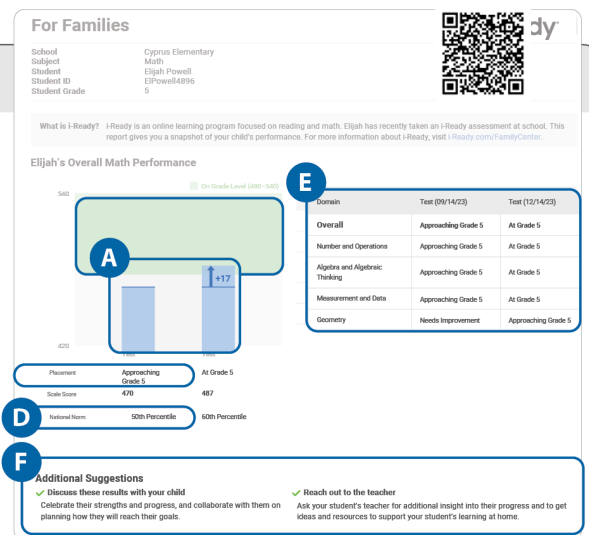 For Families
dy
School Cyprus Elementary
Subject Math
Student Elijah Powell
Student ID ElPowell4896
Student Grade 5
What is i-Ready? i-Ready is an online learning program focused on reading and math. Elijah has recently taken an i-Ready assessment at school. This
report gives you a snapshot of your child's performance. For more information about i-Ready, visit i-Ready.com/FamilyCenter.
Elijah's Overall Math Performance
On Grade Level (480–540)
540
A
+17
420
Test Test
Placement Approaching At Grade 5
Grade 5
Scale Score 470 487
D
National Norm 50th Percentile 60th Percentile
E
Domain Test (09/14/23) Test (12/14/23)
Overall Approaching Grade 5 At Grade 5
Number and Operations Approaching Grade 5 At Grade 5
Algebra and Algebraic
Thinking Approaching Grade 5 At Grade 5
Measurement and Data Approaching Grade 5 At Grade 5
Geometry Needs Improvement Approaching Grade 5
F
Additional Suggestions
Discuss these results with your child
Celebrate their strengths and progress, and collaborate with them on
planning how they will reach their goals.
Reach out to the teacher
Ask your student's teacher for additional insight into their progress and to get
ideas and resources to support your student's learning at home.